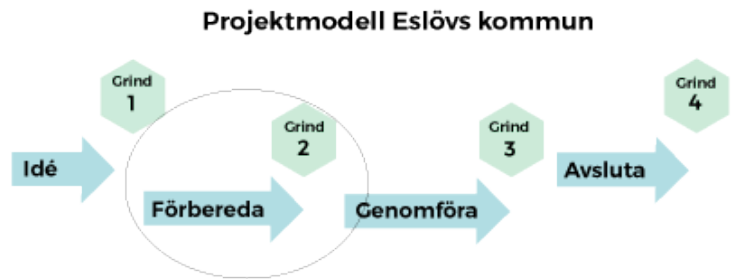 Projektmodell Eslövs kommun
Grind
1
Grind
2
Grind
3
Grind
4
Idé
Förbereda
Genomföra
Avsluta